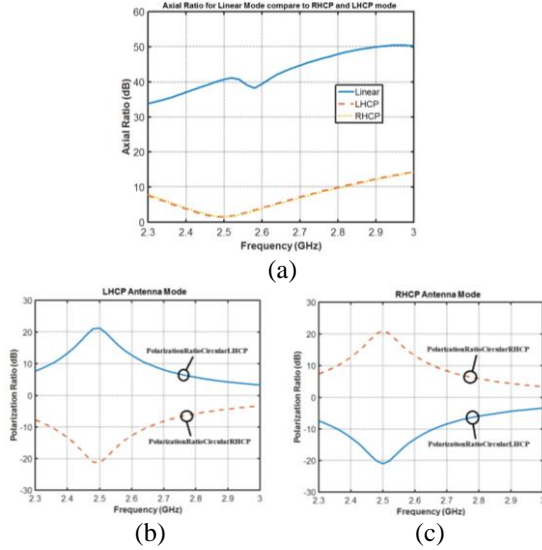 Axial Ratio for Linear Mode compare to RHCP and LHCP mode
60
50
40
30
20
10
0
Axial Ratio (dB)
Linear
LHCP
RHCP
2.3 2.4 2.5 2.6 2.7 2.8 2.9 3
Frequency (GHz)
(a)
LHCP Antenna Mode
30
20
10
0
-10
-20
-30
Polarization Ratio (dB)
PolarizationRatioCircularLHCP
PolarizationRatioCircularRHCP
2.3 2.4 2.5 2.6 2.7 2.8 2.9 3
Frequency (GHz)
(b)
RHCP Antenna Mode
30
20
10
0
-10
-20
-30
Polarization Ratio (dB)
PolarizationRatioCircularRHCP
PolarizationRatioCircularLHCP
2.3 2.4 2.5 2.6 2.7 2.8 2.9 3
Frequency (GHz)
(c)